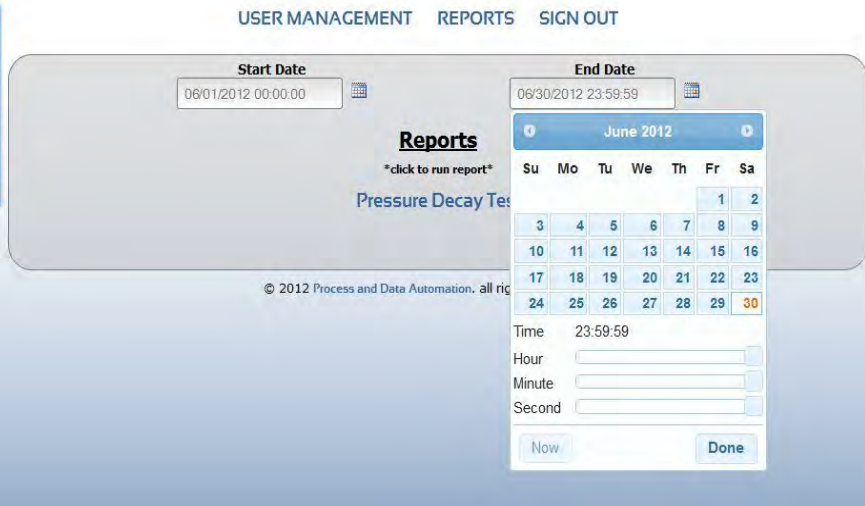 USER MANAGEMENT REPORTS SIGN OUT
Start Date End Date
06/01/2012 00:00:00 06/30/2012 23:59:59
Reports
*click to run report*
Pressure Decay Tes
© 2012 Process and Data Automation. all rig
June 2012
Su Mo Tu We Th Fr Sa
1 2
3 4 5 6 7 8 9
10 11 12 13 14 15 16
17 18 19 20 21 22 23
24 25 26 27 28 29 30
Time 23:59:59
Hour
Minute
Second
Now Done